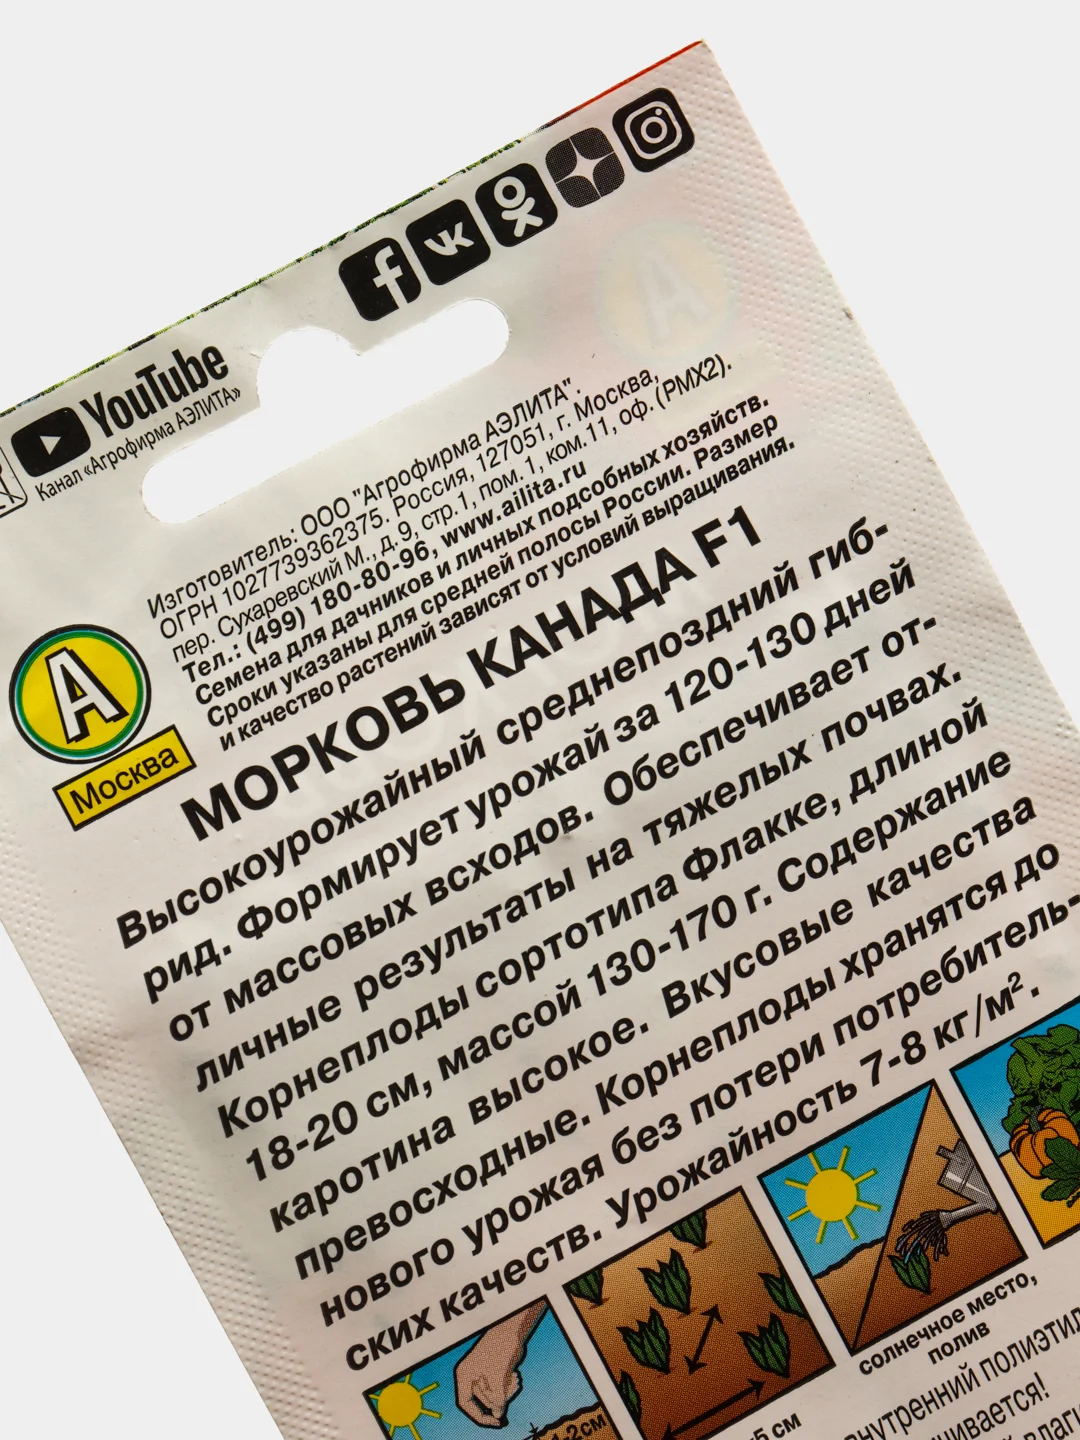 YouTube
Канал «Агрофирма АЭЛИТА»
Изготовитель: ООО "Агрофирма АЭЛИТА".
ОГРН 1027739362375. Россия, 127051, г. Москва,
пер. Сухаревский М., д.9, стр.1, пом.1, ком.11, оф.(РМХ2).
Тел.: (499) 180-80-96, www.ailita.ru
Семена для дачников и личных подсобных хозяйств.
Сроки указаны для средней полосы России. Размер
и качество растений зависят от условий выращивания.
А
Москва
МОРКОВЬ КАНАДА F1
Высокоурожайный среднепоздний гиб-
рид. Формирует урожай за 120-130 дней
от массовых всходов. Обеспечивает от-
личные результаты на тяжелых почвах.
Корнеплоды сортотипа Флакке, длиной
18-20 см, массой 130-170 г. Содержание
каротина высокое. Вкусовые качества
превосходные. Корнеплоды хранятся до
нового урожая без потери потребитель-
ских качеств. Урожайность 7-8 кг/м².
1-2 см
5 см
солнечное место,
полив